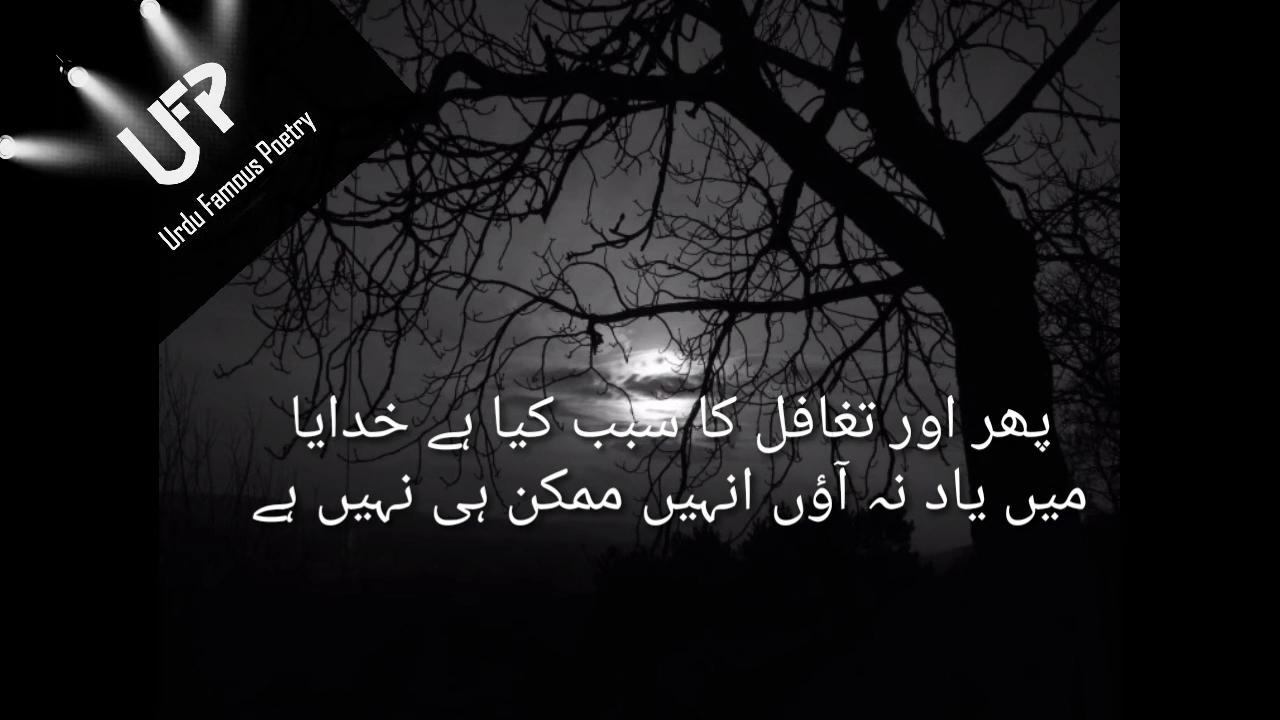 UFP
Urdu Famous Poetry
پھر اور تغافل کا سبب کیا ہے خدایا
میں یاد نہ آؤں انہیں ممکن ہی نہیں ہے